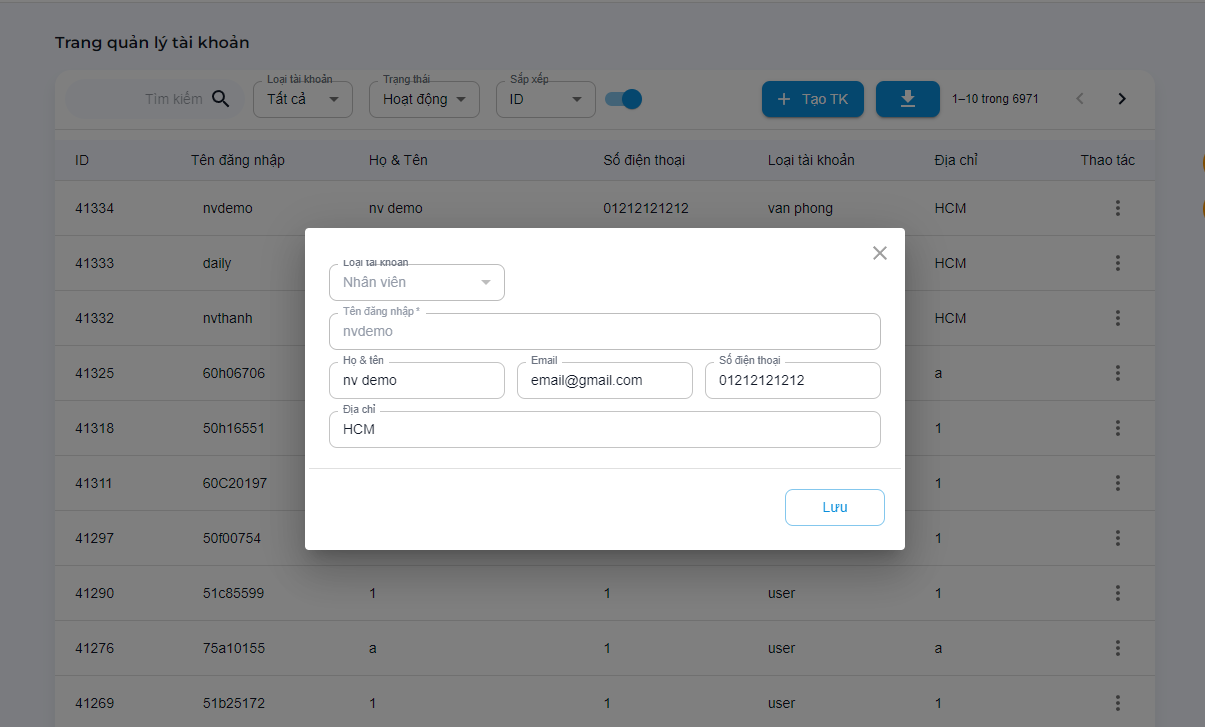 Trang quản lý tài khoản
Tìm kiếm Loại tài khoản Tất cả Trạng thái Hoạt động Sắp xếp ID Tạo TK 1–10 trong 6971
ID Tên đăng nhập Họ & Tên Số điện thoại Loại tài khoản Địa chỉ Thao tác
41334 nvdemo nv demo 01212121212 van phong HCM
41333 daily HCM
41332 nvthanh HCM
41325 60h06706 a
41318 50h16551 1
41311 60C20197 1
41297 50f00754 1
41290 51c85599 1 1 user 1
41276 75a10155 a 1 user a
41269 51b25172 1 1 user 1
Loại tài khoản
Nhân viên
Tên đăng nhập *
nvdemo
Họ & tên Email Số điện thoại
nv demo email@gmail.com 01212121212
Địa chỉ
HCM
Lưu